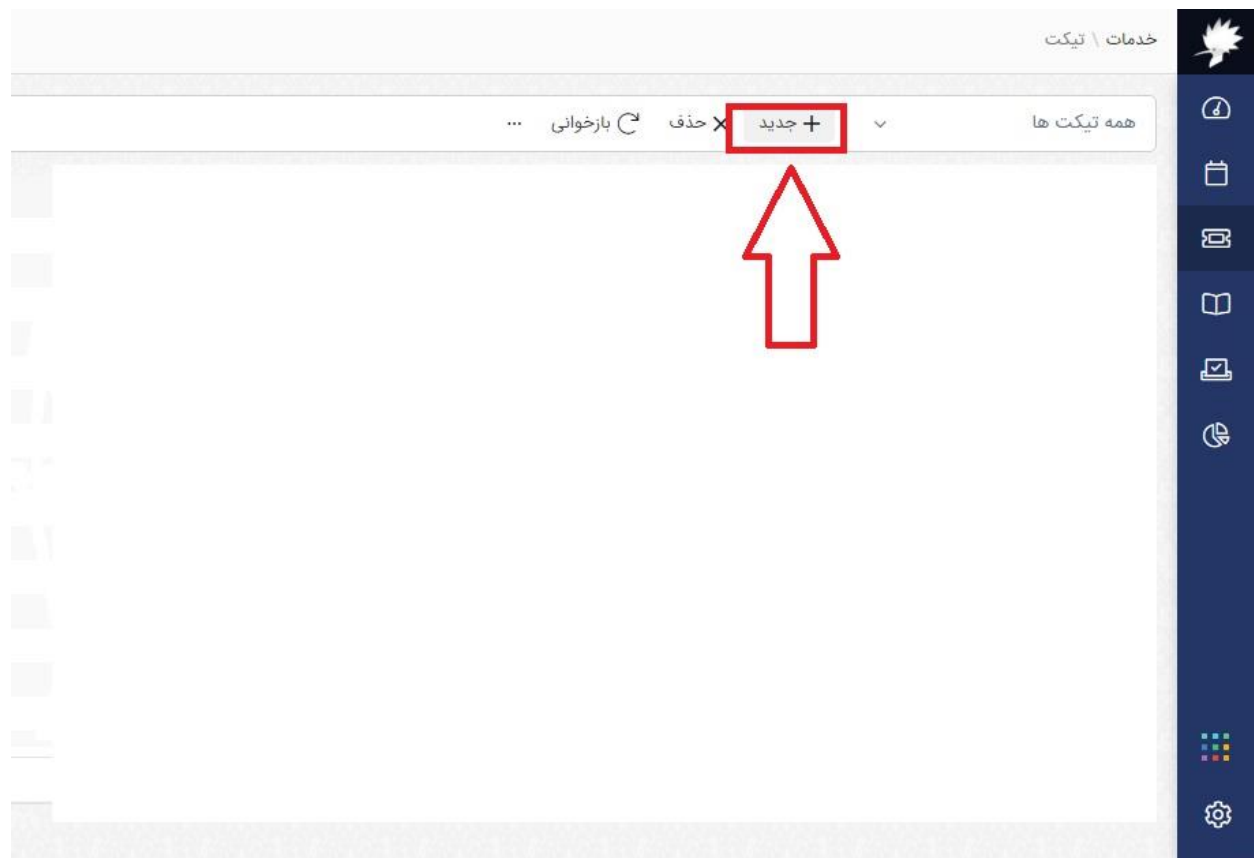 خدمات \ تیکت
همه تیکت ها + جدید × حذف بازخوانی ...